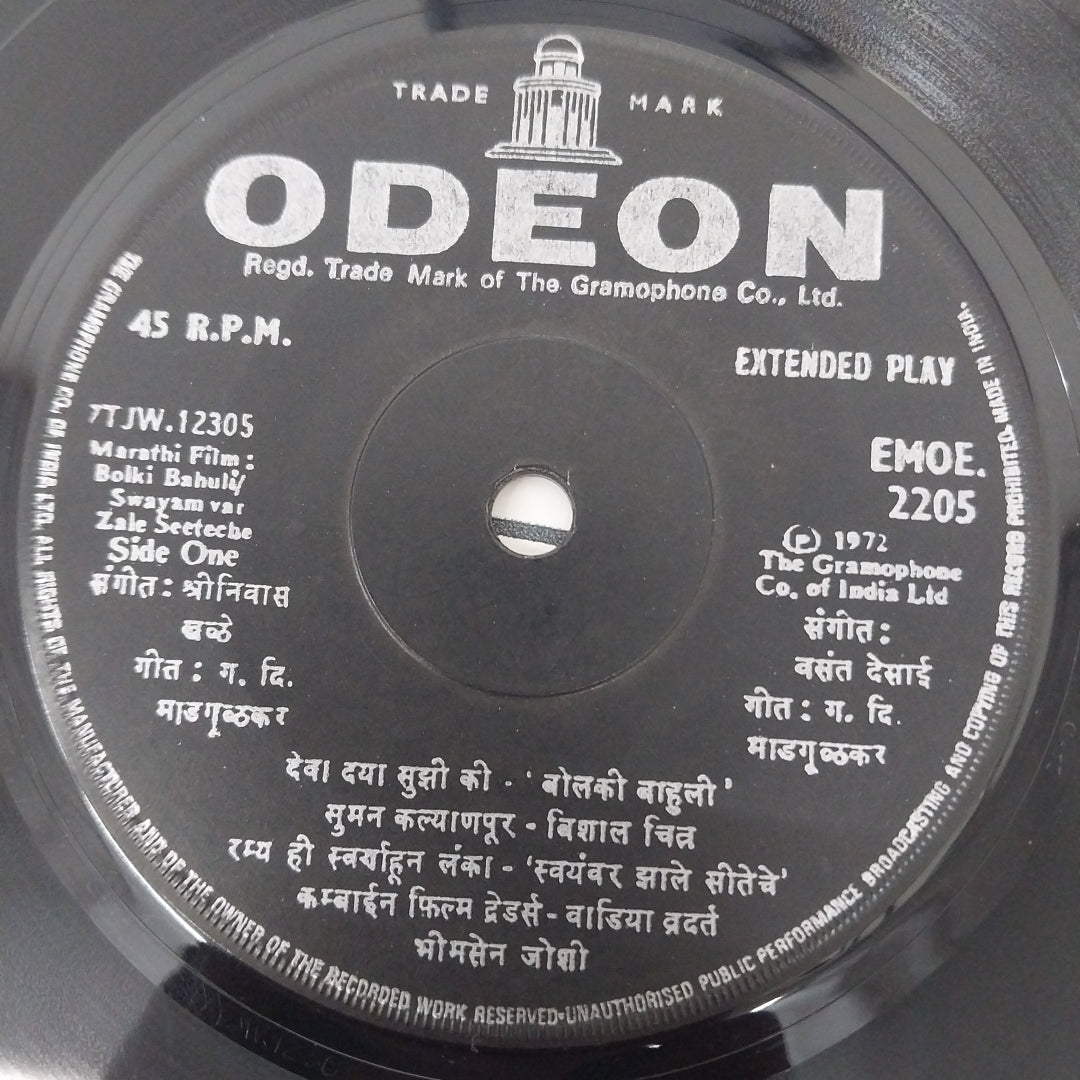 TRADE MARK
ODEON
Regd. Trade Mark of The Gramophone Co., Ltd.
45 R.P.M.
EXTENDED PLAY
7TJW.12305
Marathi Film:
Bolki Bahuli/
Swayamvar
Zale Seeteche
Side One
संगीत: श्रीनिवास
खळे
गीत: ग. दि.
माडगूळकर
EMOE.
2205
℗ 1972
The Gramophone
Co. of India Ltd
संगीत:
वसंत देसाई
गीत: ग. दि.
माडगूळकर
देवा दया तुझी की - ' बोलकी बाहुली '
सुमन कल्याणपूर - विशाल चित्र
रम्य ही स्वर्गाहून लंका - 'स्वयंवर झाले सीतेचे'
कम्बाईन फ़िल्म ट्रेडर्स - वाडिया ब्रदर्स
भीमसेन जोशी
THE GRAMOPHONE CO. OF INDIA LTD. ALL RIGHTS OF THE MANUFACTURER AND OF THE OWNER OF THE RECORDED WORK RESERVED-UNAUTHORISED PUBLIC PERFORMANCE BROADCASTING AND COPYING OF THIS RECORD PROHIBITED-MADE IN INDIA.